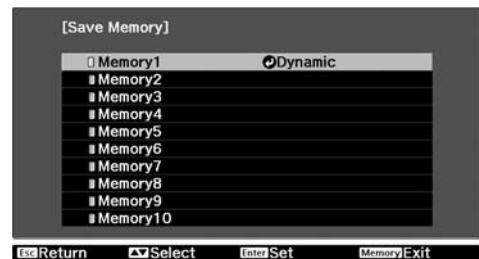 [Save Memory]
Memory1 Dynamic
Memory2
Memory3
Memory4
Memory5
Memory6
Memory7
Memory8
Memory9
Memory10
Esc Return Select Enter Set Memory Exit